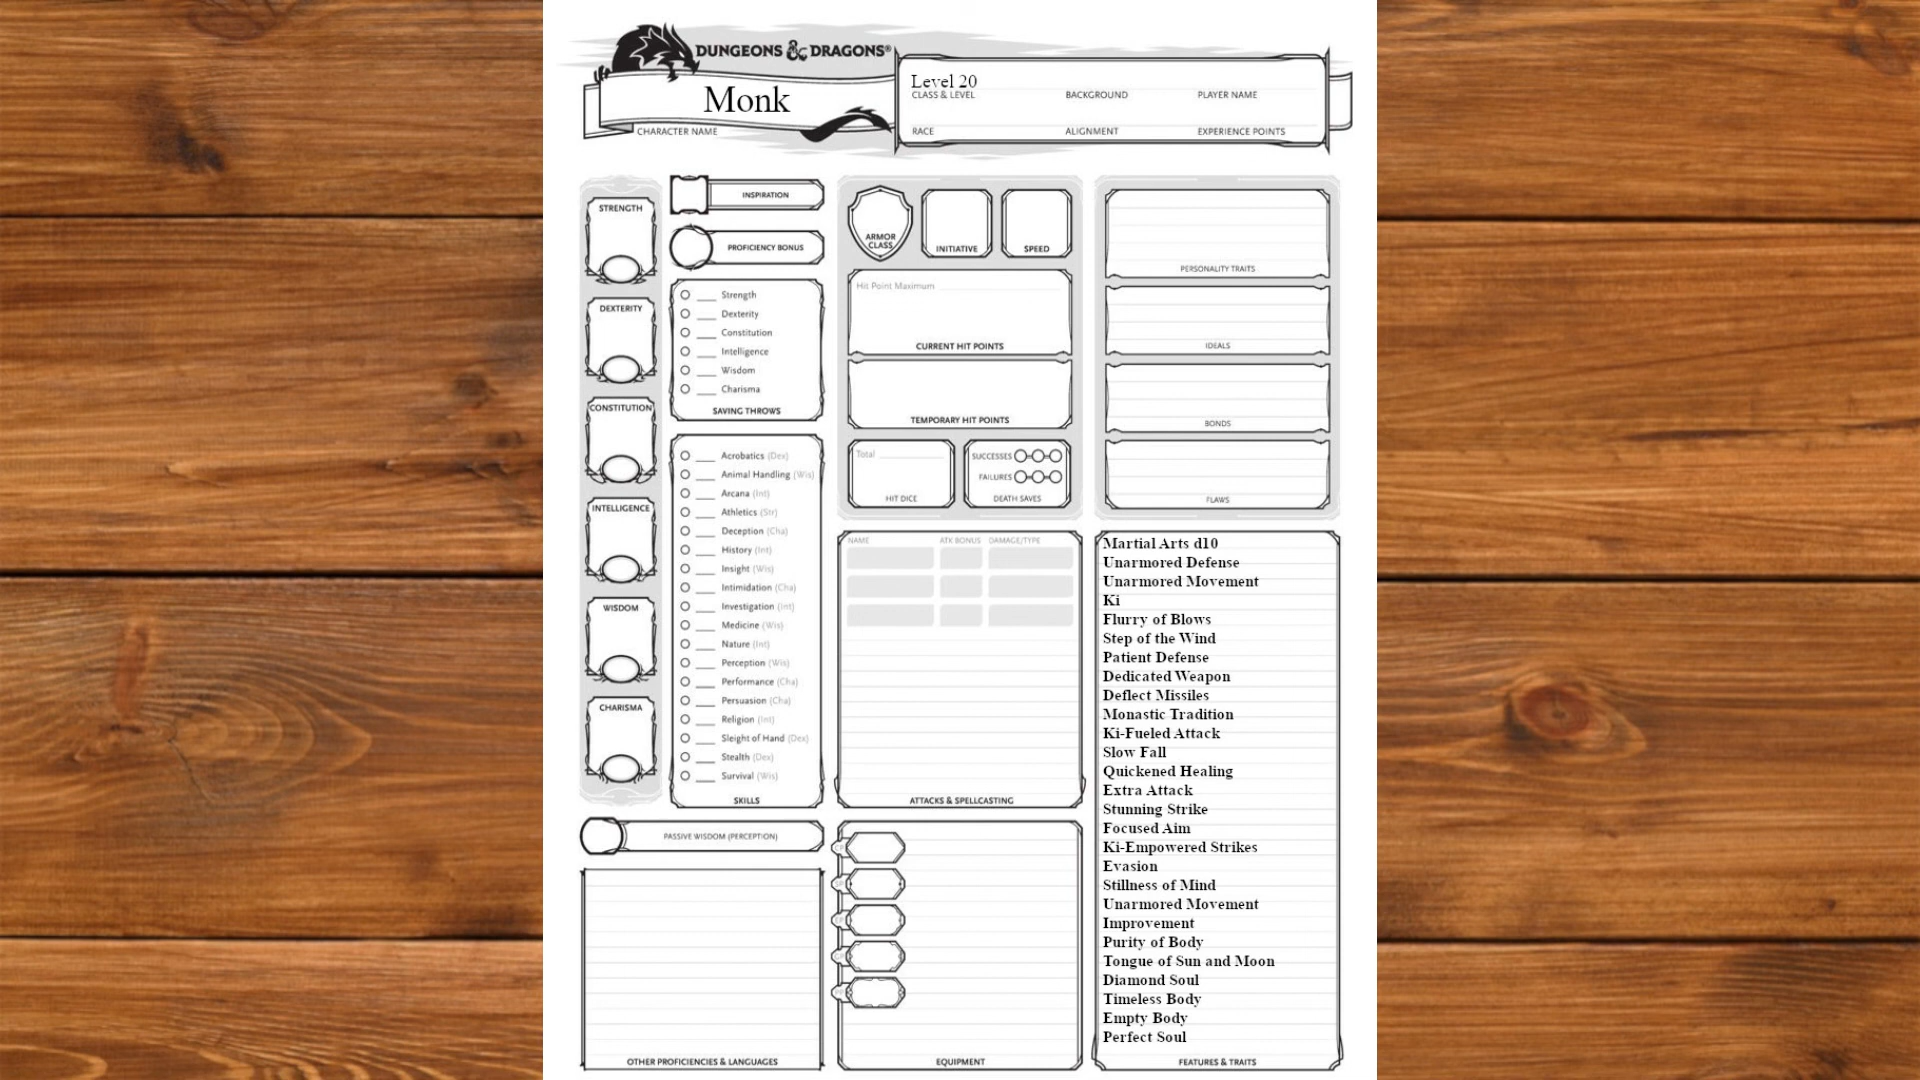 DUNGEONS & DRAGONS®
Monk
CHARACTER NAME
Level 20
CLASS & LEVEL
BACKGROUND
PLAYER NAME
RACE
ALIGNMENT
EXPERIENCE POINTS
STRENGTH
DEXTERITY
CONSTITUTION
INTELLIGENCE
WISDOM
CHARISMA
INSPIRATION
PROFICIENCY BONUS
Strength
Dexterity
Constitution
Intelligence
Wisdom
Charisma
SAVING THROWS
Acrobatics (Dex)
Animal Handling (Wis)
Arcana (Int)
Athletics (Str)
Deception (Cha)
History (Int)
Insight (Wis)
Intimidation (Cha)
Investigation (Int)
Medicine (Wis)
Nature (Int)
Perception (Wis)
Performance (Cha)
Persuasion (Cha)
Religion (Int)
Sleight of Hand (Dex)
Stealth (Dex)
Survival (Wis)
SKILLS
PASSIVE WISDOM (PERCEPTION)
OTHER PROFICIENCIES & LANGUAGES
ARMOR
CLASS
INITIATIVE
SPEED
Hit Point Maximum
CURRENT HIT POINTS
TEMPORARY HIT POINTS
Total
HIT DICE
SUCCESSES
FAILURES
DEATH SAVES
NAME
ATK BONUS
DAMAGE/TYPE
ATTACKS & SPELLCASTING
EQUIPMENT
PERSONALITY TRAITS
IDEALS
BONDS
FLAWS
Martial Arts d10
Unarmored Defense
Unarmored Movement
Ki
Flurry of Blows
Step of the Wind
Patient Defense
Dedicated Weapon
Deflect Missiles
Monastic Tradition
Ki-Fueled Attack
Slow Fall
Quickened Healing
Extra Attack
Stunning Strike
Focused Aim
Ki-Empowered Strikes
Evasion
Stillness of Mind
Unarmored Movement
Improvement
Purity of Body
Tongue of Sun and Moon
Diamond Soul
Timeless Body
Empty Body
Perfect Soul
FEATURES & TRAITS